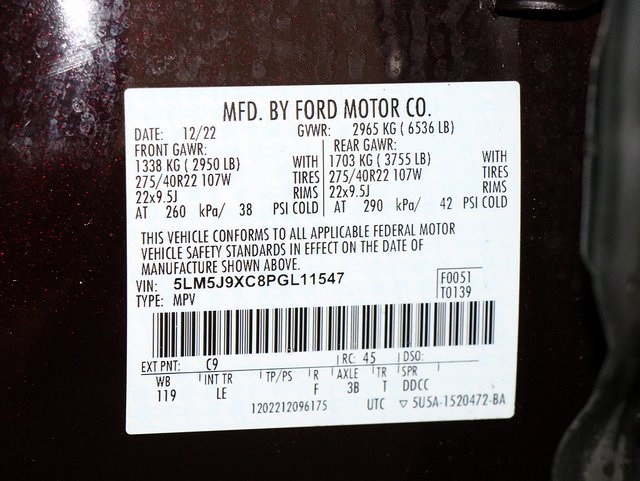 MFD. BY FORD MOTOR CO.
DATE: 12/22 GVWR: 2965 KG ( 6536 LB)
FRONT GAWR: REAR GAWR:
1338 KG ( 2950 LB) WITH 1703 KG ( 3755 LB) WITH
275/40R22 107W TIRES 275/40R22 107W TIRES
22x9.5J RIMS 22x9.5J RIMS
AT 260 kPa/ 38 PSI COLD AT 290 kPa/ 42 PSI COLD
THIS VEHICLE CONFORMS TO ALL APPLICABLE FEDERAL MOTOR
VEHICLE SAFETY STANDARDS IN EFFECT ON THE DATE OF
MANUFACTURE SHOWN ABOVE.
VIN: 5LM5J9XC8PGL11547 F0051
TYPE: MPV T0139
EXT PNT: C9 RC: 45 DSO:
WB INT TR TP/PS R AXLE TR SPR
119 LE F 3B T DDCC
1202212096175 UTC ▽ 5U5A-1520472-BA